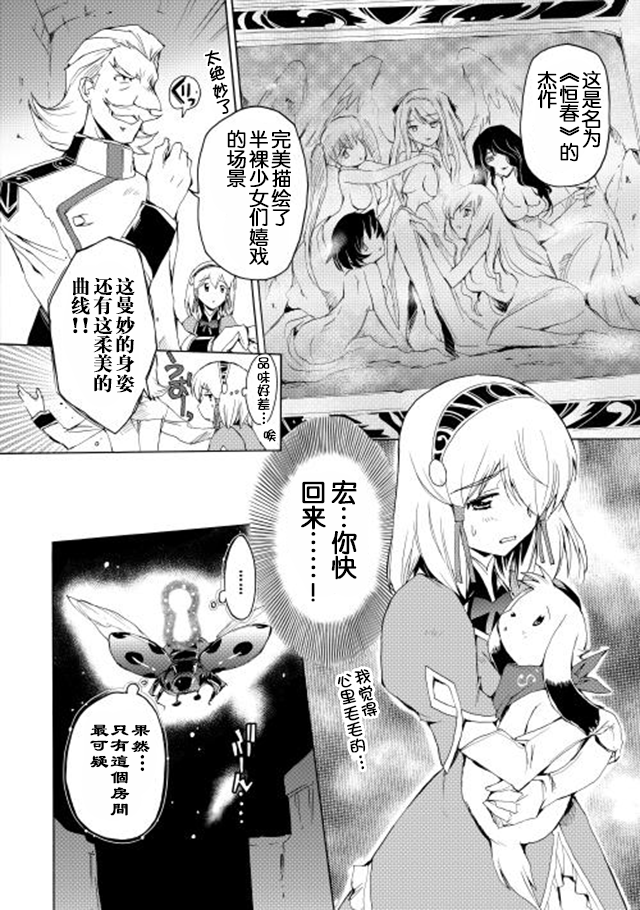 这是名为
《恒春》的
杰作
完美描绘了
半裸少女们嬉戏
的场景
太绝妙了
这曼妙的身姿
还有这柔美的
曲线!!
品味好差…
唉
宏…你快
回来……!
我觉得
心里毛毛的…
……
果然…
只有這個房間
最可疑